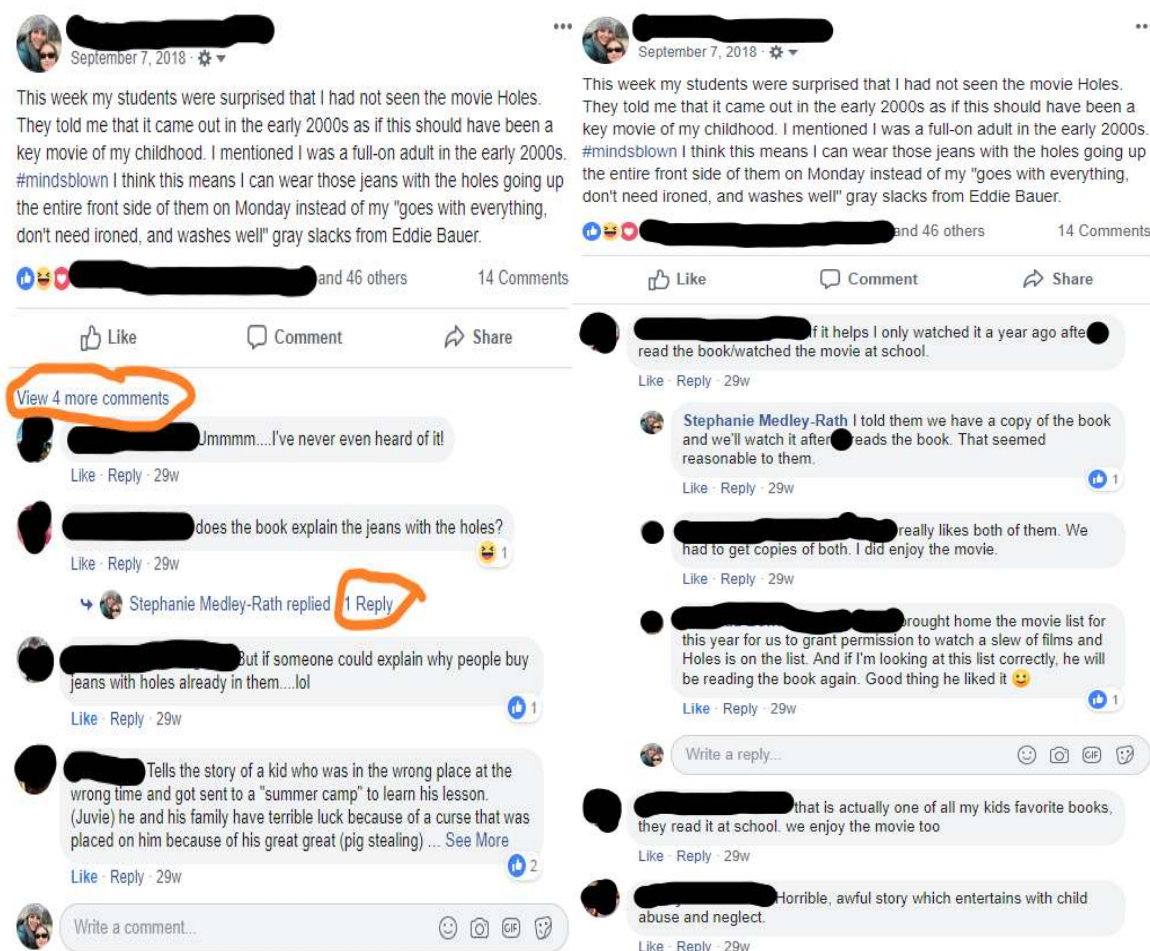 September 7, 2018
This week my students were surprised that I had not seen the movie Holes.
They told me that it came out in the early 2000s as if this should have been a
key movie of my childhood. I mentioned I was a full-on adult in the early 2000s.
#mindsblown I think this means I can wear those jeans with the holes going up
the entire front side of them on Monday instead of my "goes with everything,
don't need ironed, and washes well" gray slacks from Eddie Bauer.
and 46 others 14 Comments
Like Comment Share
View 4 more comments
Ummmm....I've never even heard of it!
Like · Reply · 29w
does the book explain the jeans with the holes?
1
Like · Reply · 29w
Stephanie Medley-Rath replied · 1 Reply
But if someone could explain why people buy
jeans with holes already in them....lol
1
Like · Reply · 29w
Tells the story of a kid who was in the wrong place at the
wrong time and got sent to a "summer camp" to learn his lesson.
(Juvie) he and his family have terrible luck because of a curse that was
placed on him because of his great great (pig stealing) ... See More
2
Like · Reply · 29w
Write a comment...
GIF
September 7, 2018
This week my students were surprised that I had not seen the movie Holes.
They told me that it came out in the early 2000s as if this should have been a
key movie of my childhood. I mentioned I was a full-on adult in the early 2000s.
#mindsblown I think this means I can wear those jeans with the holes going up
the entire front side of them on Monday instead of my "goes with everything,
don't need ironed, and washes well" gray slacks from Eddie Bauer.
and 46 others 14 Comments
Like Comment Share
If it helps I only watched it a year ago after
read the book/watched the movie at school.
Like · Reply · 29w
Stephanie Medley-Rath I told them we have a copy of the book
and we'll watch it after reads the book. That seemed
reasonable to them.
1
Like · Reply · 29w
really likes both of them. We
had to get copies of both. I did enjoy the movie.
Like · Reply · 29w
brought home the movie list for
this year for us to grant permission to watch a slew of films and
Holes is on the list. And if I'm looking at this list correctly, he will
be reading the book again. Good thing he liked it
1
Like · Reply · 29w
Write a reply...
GIF
that is actually one of all my kids favorite books,
they read it at school. we enjoy the movie too
Like · Reply · 29w
Horrible, awful story which entertains with child
abuse and neglect.
Like · Reply · 29w